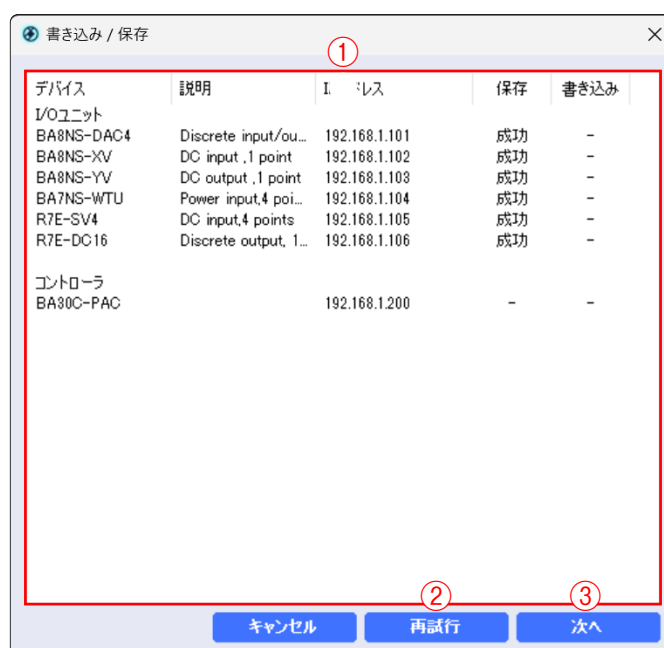 書き込み / 保存
①
デバイス 説明 保存 書き込み
I/Oユニット
BA8NS-DAC4 Discrete input/ou... 192.168.1.101 成功 -
BA8NS-XV DC input ,1 point 192.168.1.102 成功 -
BA8NS-YV DC output ,1 point 192.168.1.103 成功 -
BA7NS-WTU Power input,4 poi... 192.168.1.104 成功 -
R7E-SV4 DC input,4 points 192.168.1.105 成功 -
R7E-DC16 Discrete output, 1... 192.168.1.106 成功 -
コントローラ
BA30C-PAC 192.168.1.200 - -
② ③
キャンセル 再試行 次へ